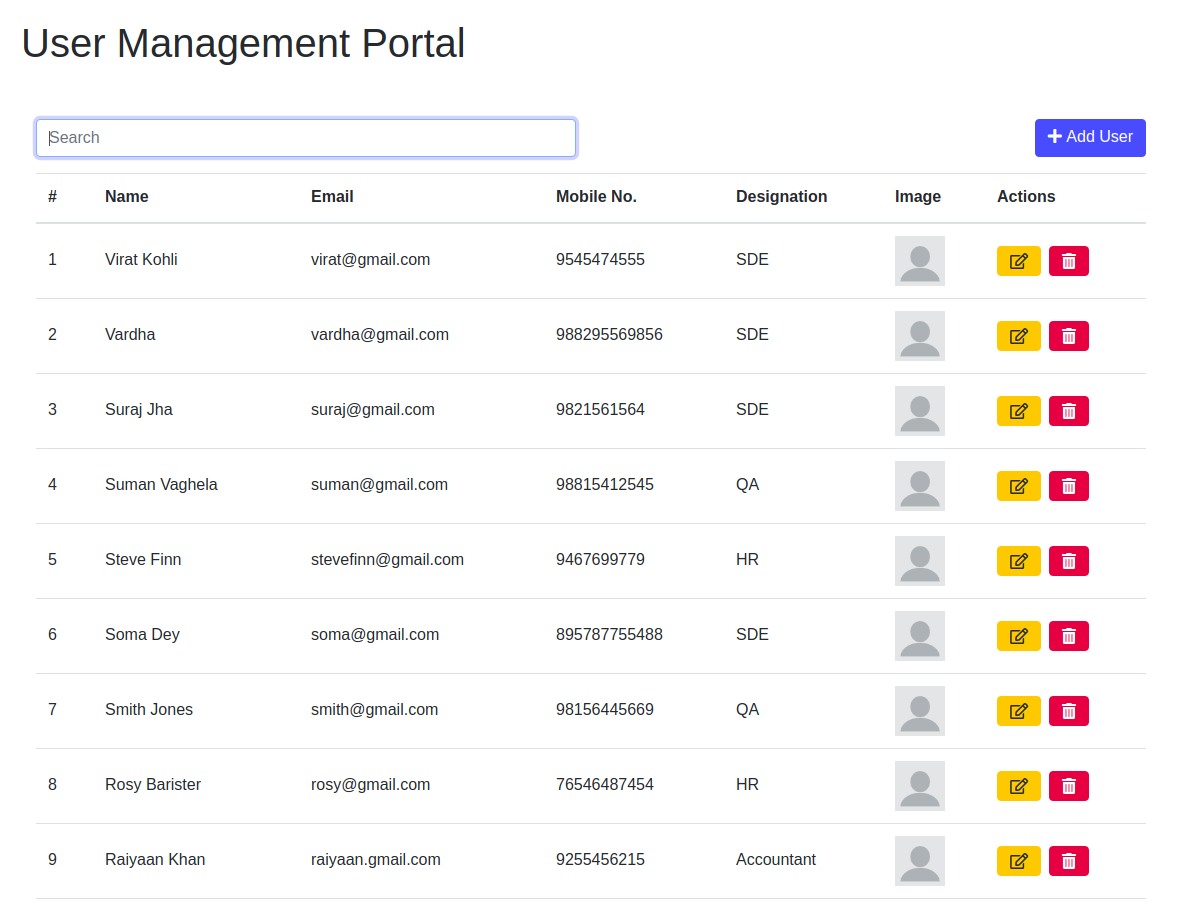 User Management Portal
Search
Add User
# Name Email Mobile No. Designation Image Actions
1 Virat Kohli virat@gmail.com 9545474555 SDE
2 Vardha vardha@gmail.com 988295569856 SDE
3 Suraj Jha suraj@gmail.com 9821561564 SDE
4 Suman Vaghela suman@gmail.com 98815412545 QA
5 Steve Finn stevefinn@gmail.com 9467699779 HR
6 Soma Dey soma@gmail.com 895787755488 SDE
7 Smith Jones smith@gmail.com 98156445669 QA
8 Rosy Barister rosy@gmail.com 76546487454 HR
9 Raiyaan Khan raiyaan.gmail.com 9255456215 Accountant